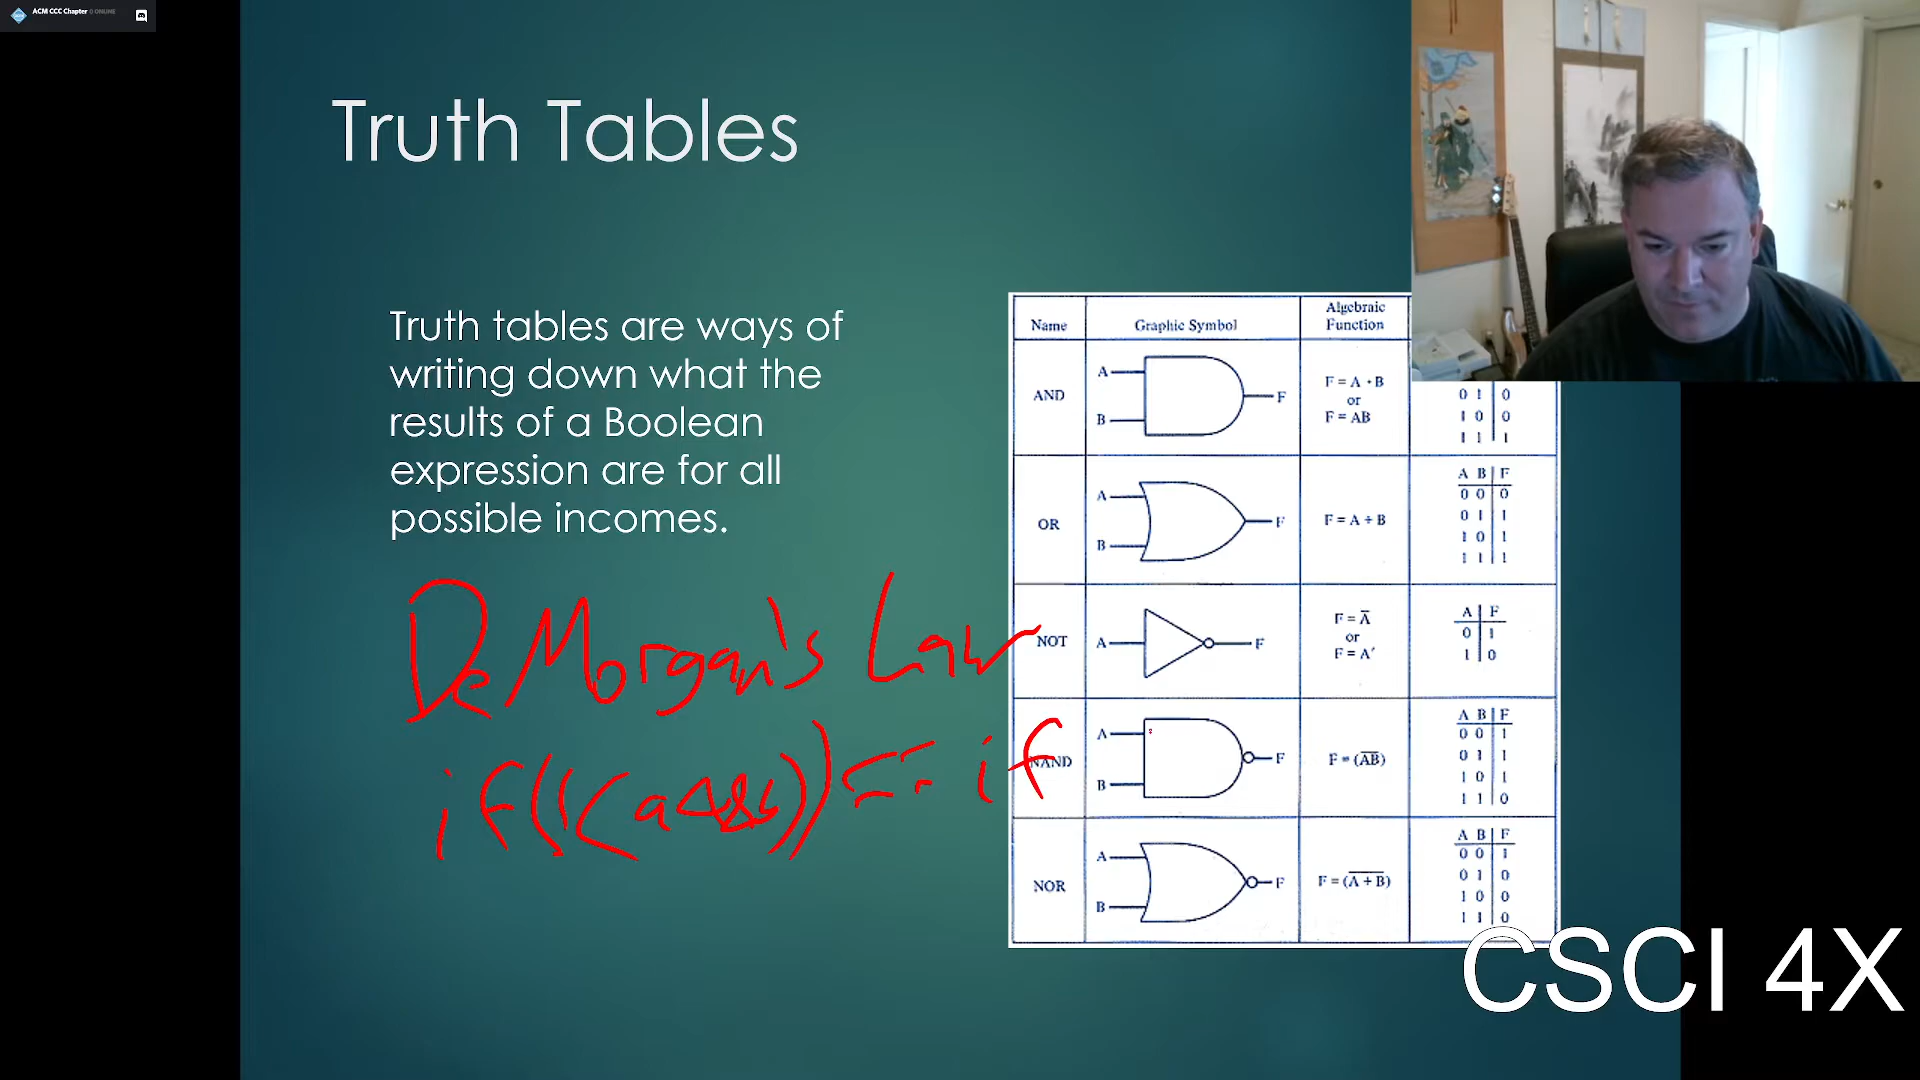 ACM CCC Chapter 0 ONLINE
Truth Tables
Truth tables are ways of
writing down what the
results of a Boolean
expression are for all
possible incomes.
DeMorgan's Law
if(!(a&&b)) == if
Name Graphic Symbol Algebraic Function
AND A B F F = A · B or F = AB
0 1 0
1 0 0
1 1 1
OR A B F F = A + B
A B F
0 0 0
0 1 1
1 0 1
1 1 1
NOT A F F = A̅ or F = A′
A F
0 1
1 0
NAND A B F F = (A̅B̅)
A B F
0 0 1
0 1 1
1 0 1
1 1 0
NOR A B F F = (A̅ ̅+̅ ̅B̅)
A B F
0 0 1
0 1 0
1 0 0
1 1 0
CSCI 4X